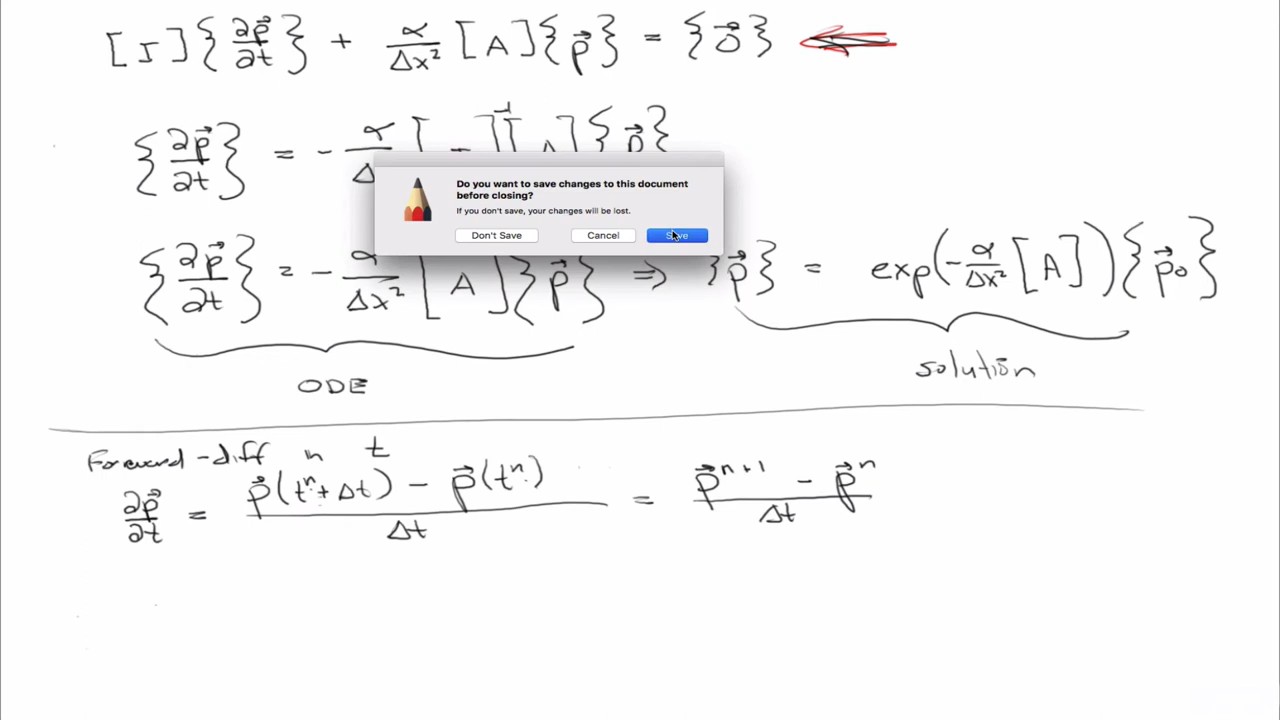 [I]{∂p⃗/∂t} + α/Δx² [A]{p⃗} = {0⃗}
{∂p⃗/∂t} = - α/Δ [ ]⁻¹[A]{p⃗}
Do you want to save changes to this document
before closing?
If you don't save, your changes will be lost.
Don't Save Cancel Save
{∂p⃗/∂t} = - α/Δx² [A]{p⃗} ⇒ {p⃗} = exp(-α/Δx² [A]){p⃗₀}
ODE solution
Forward-diff in t
∂p⃗/∂t = (p⃗(tⁿ+Δt) - p⃗(tⁿ))/Δt = (p⃗ⁿ⁺¹ - p⃗ⁿ)/Δt